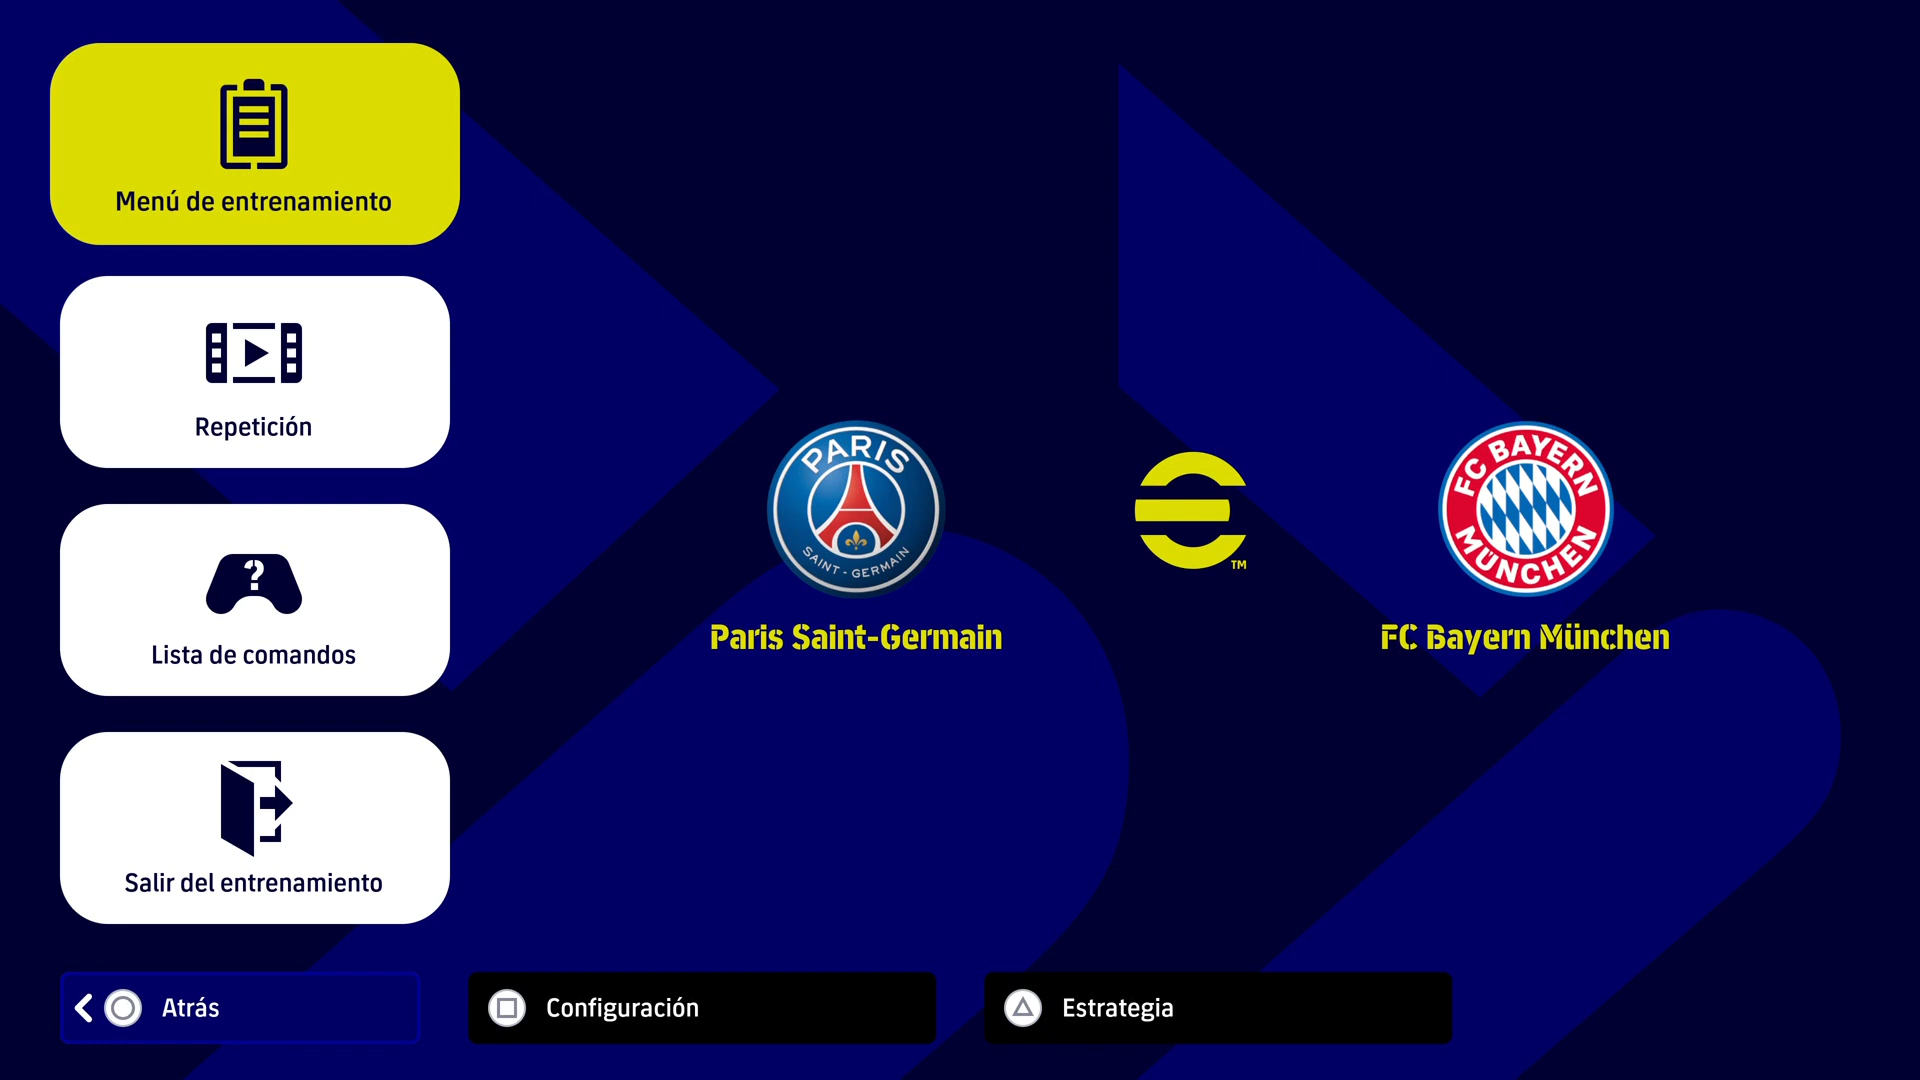 Menú de entrenamiento
Repetición
Lista de comandos
Salir del entrenamiento
PARIS
SAINT-GERMAIN
Paris Saint-Germain
TM
FC BAYERN
MÜNCHEN
FC Bayern München
Atrás
Configuración
Estrategia